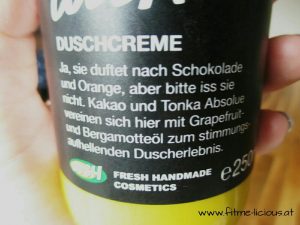 DUSCHCREME
Ja, sie duftet nach Schokolade
und Orange, aber bitte iss sie
nicht. Kakao und Tonka Absolue
vereinen sich hier mit Grapefruit-
und Bergamotteöl zum stimmungs-
aufhellenden Duscherlebnis.
FRESH HANDMADE
COSMETICS
e250
www.fitme-licious.at